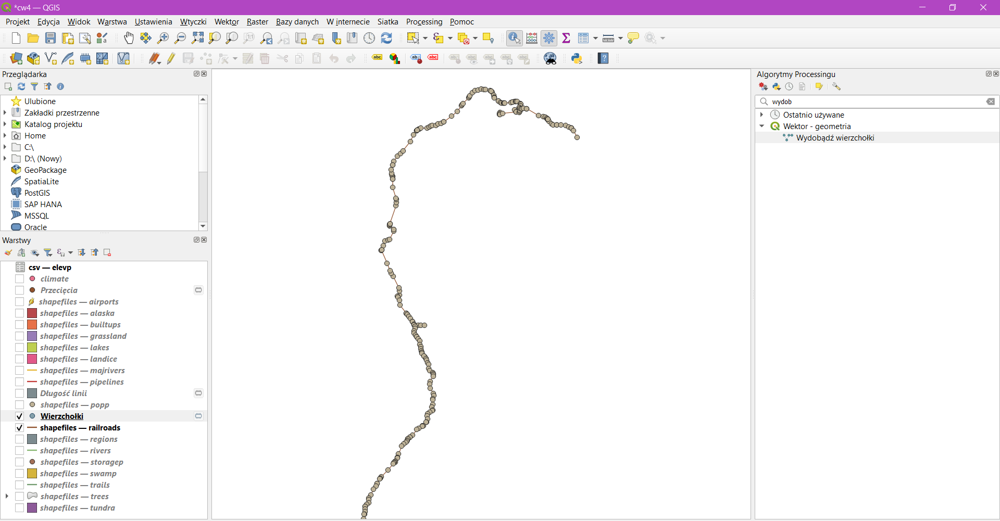 *cw4 — QGIS
Projekt Edycja Widok Warstwa Ustawienia Wtyczki Wektor Raster Bazy danych W internecie Siatka Processing Pomoc
Przeglądarka
Ulubione
Zakładki przestrzenne
Katalog projektu
Home
C:\
D:\ (Nowy)
GeoPackage
SpatiaLite
PostGIS
SAP HANA
MSSQL
Oracle
Warstwy
csv — elevp
climate
Przecięcia
shapefiles — airports
shapefiles — alaska
shapefiles — builtups
shapefiles — grassland
shapefiles — lakes
shapefiles — landice
shapefiles — majrivers
shapefiles — pipelines
Długość linii
shapefiles — popp
Wierzchołki
shapefiles — railroads
shapefiles — regions
shapefiles — rivers
shapefiles — storagep
shapefiles — swamp
shapefiles — trails
shapefiles — trees
shapefiles — tundra
Algorytmy Processingu
wydob
Ostatnio używane
Wektor - geometria
Wydobądź wierzchołki